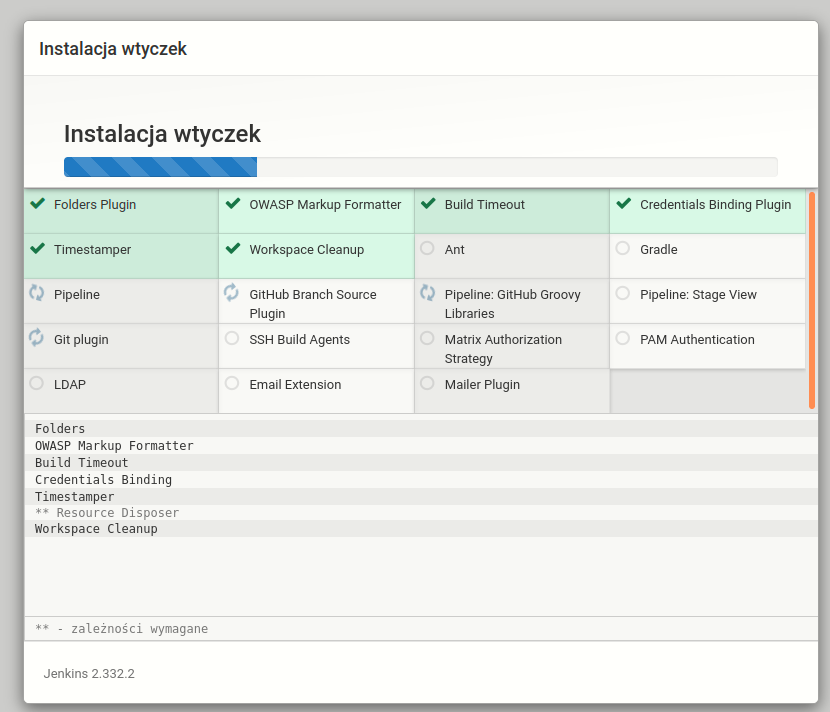 Instalacja wtyczek
Instalacja wtyczek
Folders Plugin
OWASP Markup Formatter
Build Timeout
Credentials Binding Plugin
Timestamper
Workspace Cleanup
Ant
Gradle
Pipeline
GitHub Branch Source
Plugin
Pipeline: GitHub Groovy
Libraries
Pipeline: Stage View
Git plugin
SSH Build Agents
Matrix Authorization
Strategy
PAM Authentication
LDAP
Email Extension
Mailer Plugin
Folders
OWASP Markup Formatter
Build Timeout
Credentials Binding
Timestamper
** Resource Disposer
Workspace Cleanup
** - zależności wymagane
Jenkins 2.332.2